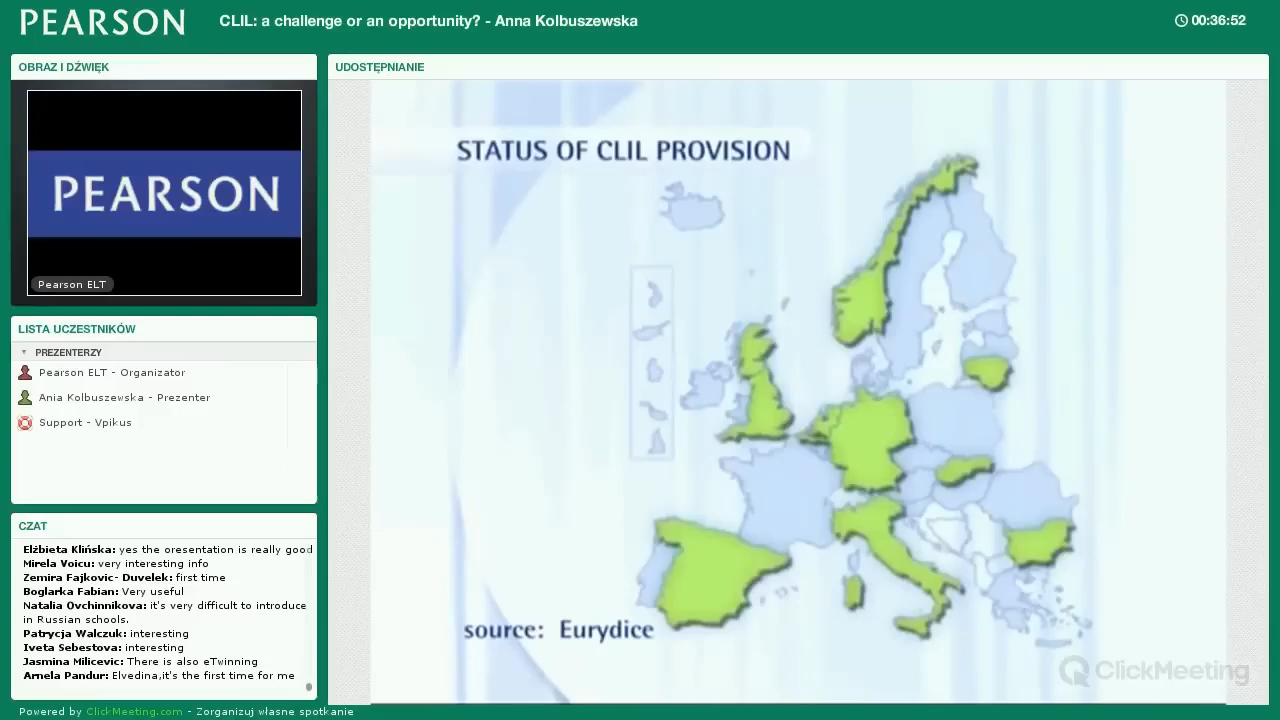 PEARSON
CLIL: a challenge or an opportunity? - Anna Kolbuszewska
00:36:52
OBRAZ I DŹWIĘK
PEARSON
Pearson ELT
LISTA UCZESTNIKÓW
PREZENTERZY
Pearson ELT - Organizator
Ania Kolbuszewska - Prezenter
Support - Vpikus
CZAT
Elżbieta Klińska: yes the oresentation is really good
Mirela Voicu: very interesting info
Zemira Fajkovic- Duvelek: first time
Boglarka Fabian: Very useful
Natalia Ovchinnikova: it's very difficult to introduce
in Russian schools.
Patrycja Walczuk: interesting
Iveta Sebestova: interesting
Jasmina Milicevic: There is also eTwinning
Arnela Pandur: Elvedina,it's the first time for me
UDOSTĘPNIANIE
STATUS OF CLIL PROVISION
source: Eurydice
ClickMeeting
Powered by ClickMeeting.com - Zorganizuj własne spotkanie